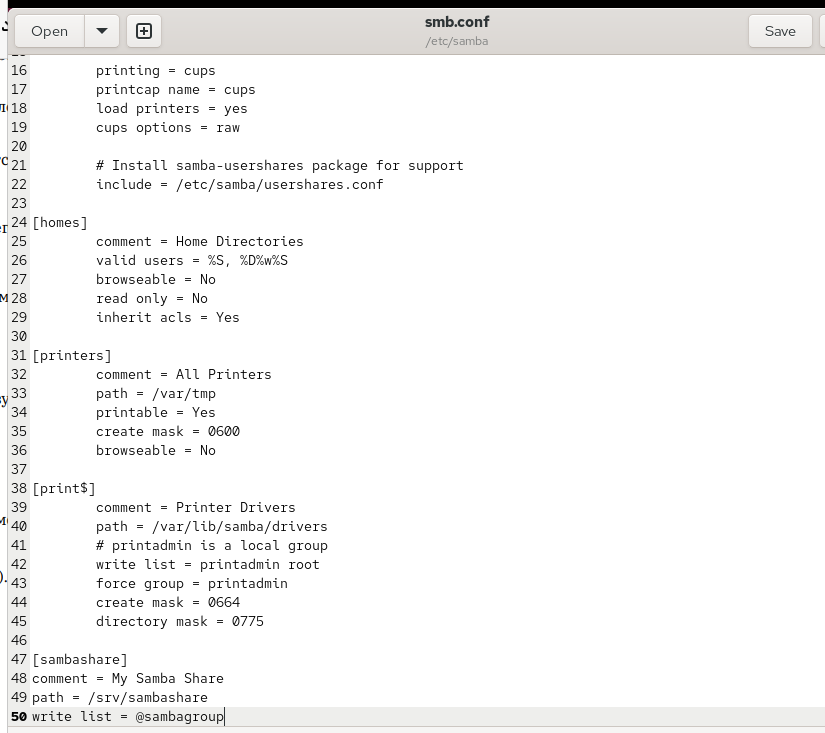 Open
smb.conf
/etc/samba
Save
16 printing = cups
17 printcap name = cups
18 load printers = yes
19 cups options = raw
20
21 # Install samba-usershares package for support
22 include = /etc/samba/usershares.conf
23
24 [homes]
25 comment = Home Directories
26 valid users = %S, %D%w%S
27 browseable = No
28 read only = No
29 inherit acls = Yes
30
31 [printers]
32 comment = All Printers
33 path = /var/tmp
34 printable = Yes
35 create mask = 0600
36 browseable = No
37
38 [print$]
39 comment = Printer Drivers
40 path = /var/lib/samba/drivers
41 # printadmin is a local group
42 write list = printadmin root
43 force group = printadmin
44 create mask = 0664
45 directory mask = 0775
46
47 [sambashare]
48 comment = My Samba Share
49 path = /srv/sambashare
50 write list = @sambagroup